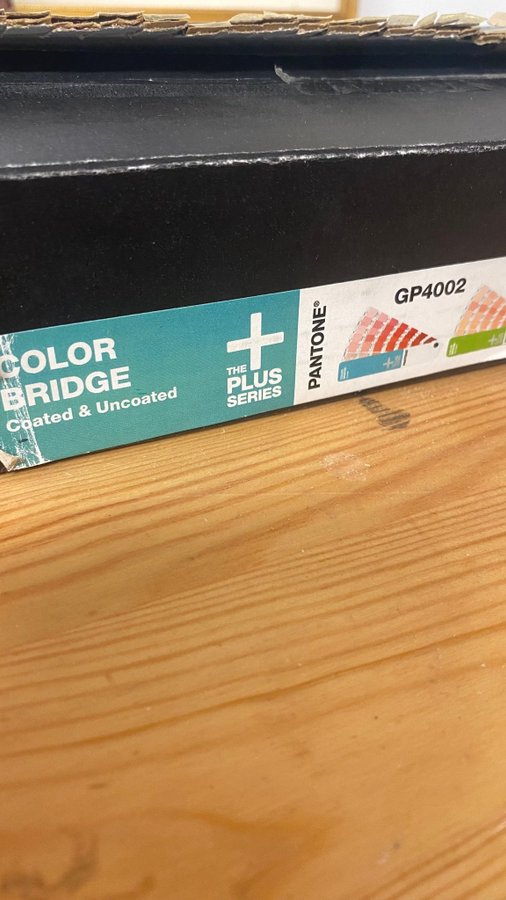 COLOR
BRIDGE
Coated & Uncoated
THE
PLUS
SERIES
PANTONE®
GP4002